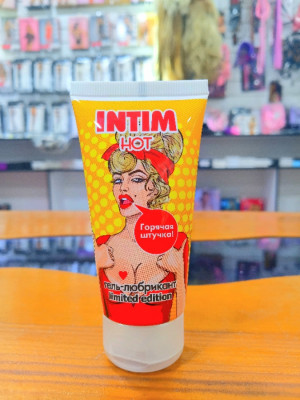 INTIM
HOT
Горячая
штучка!
гель-любрикант
limited edition